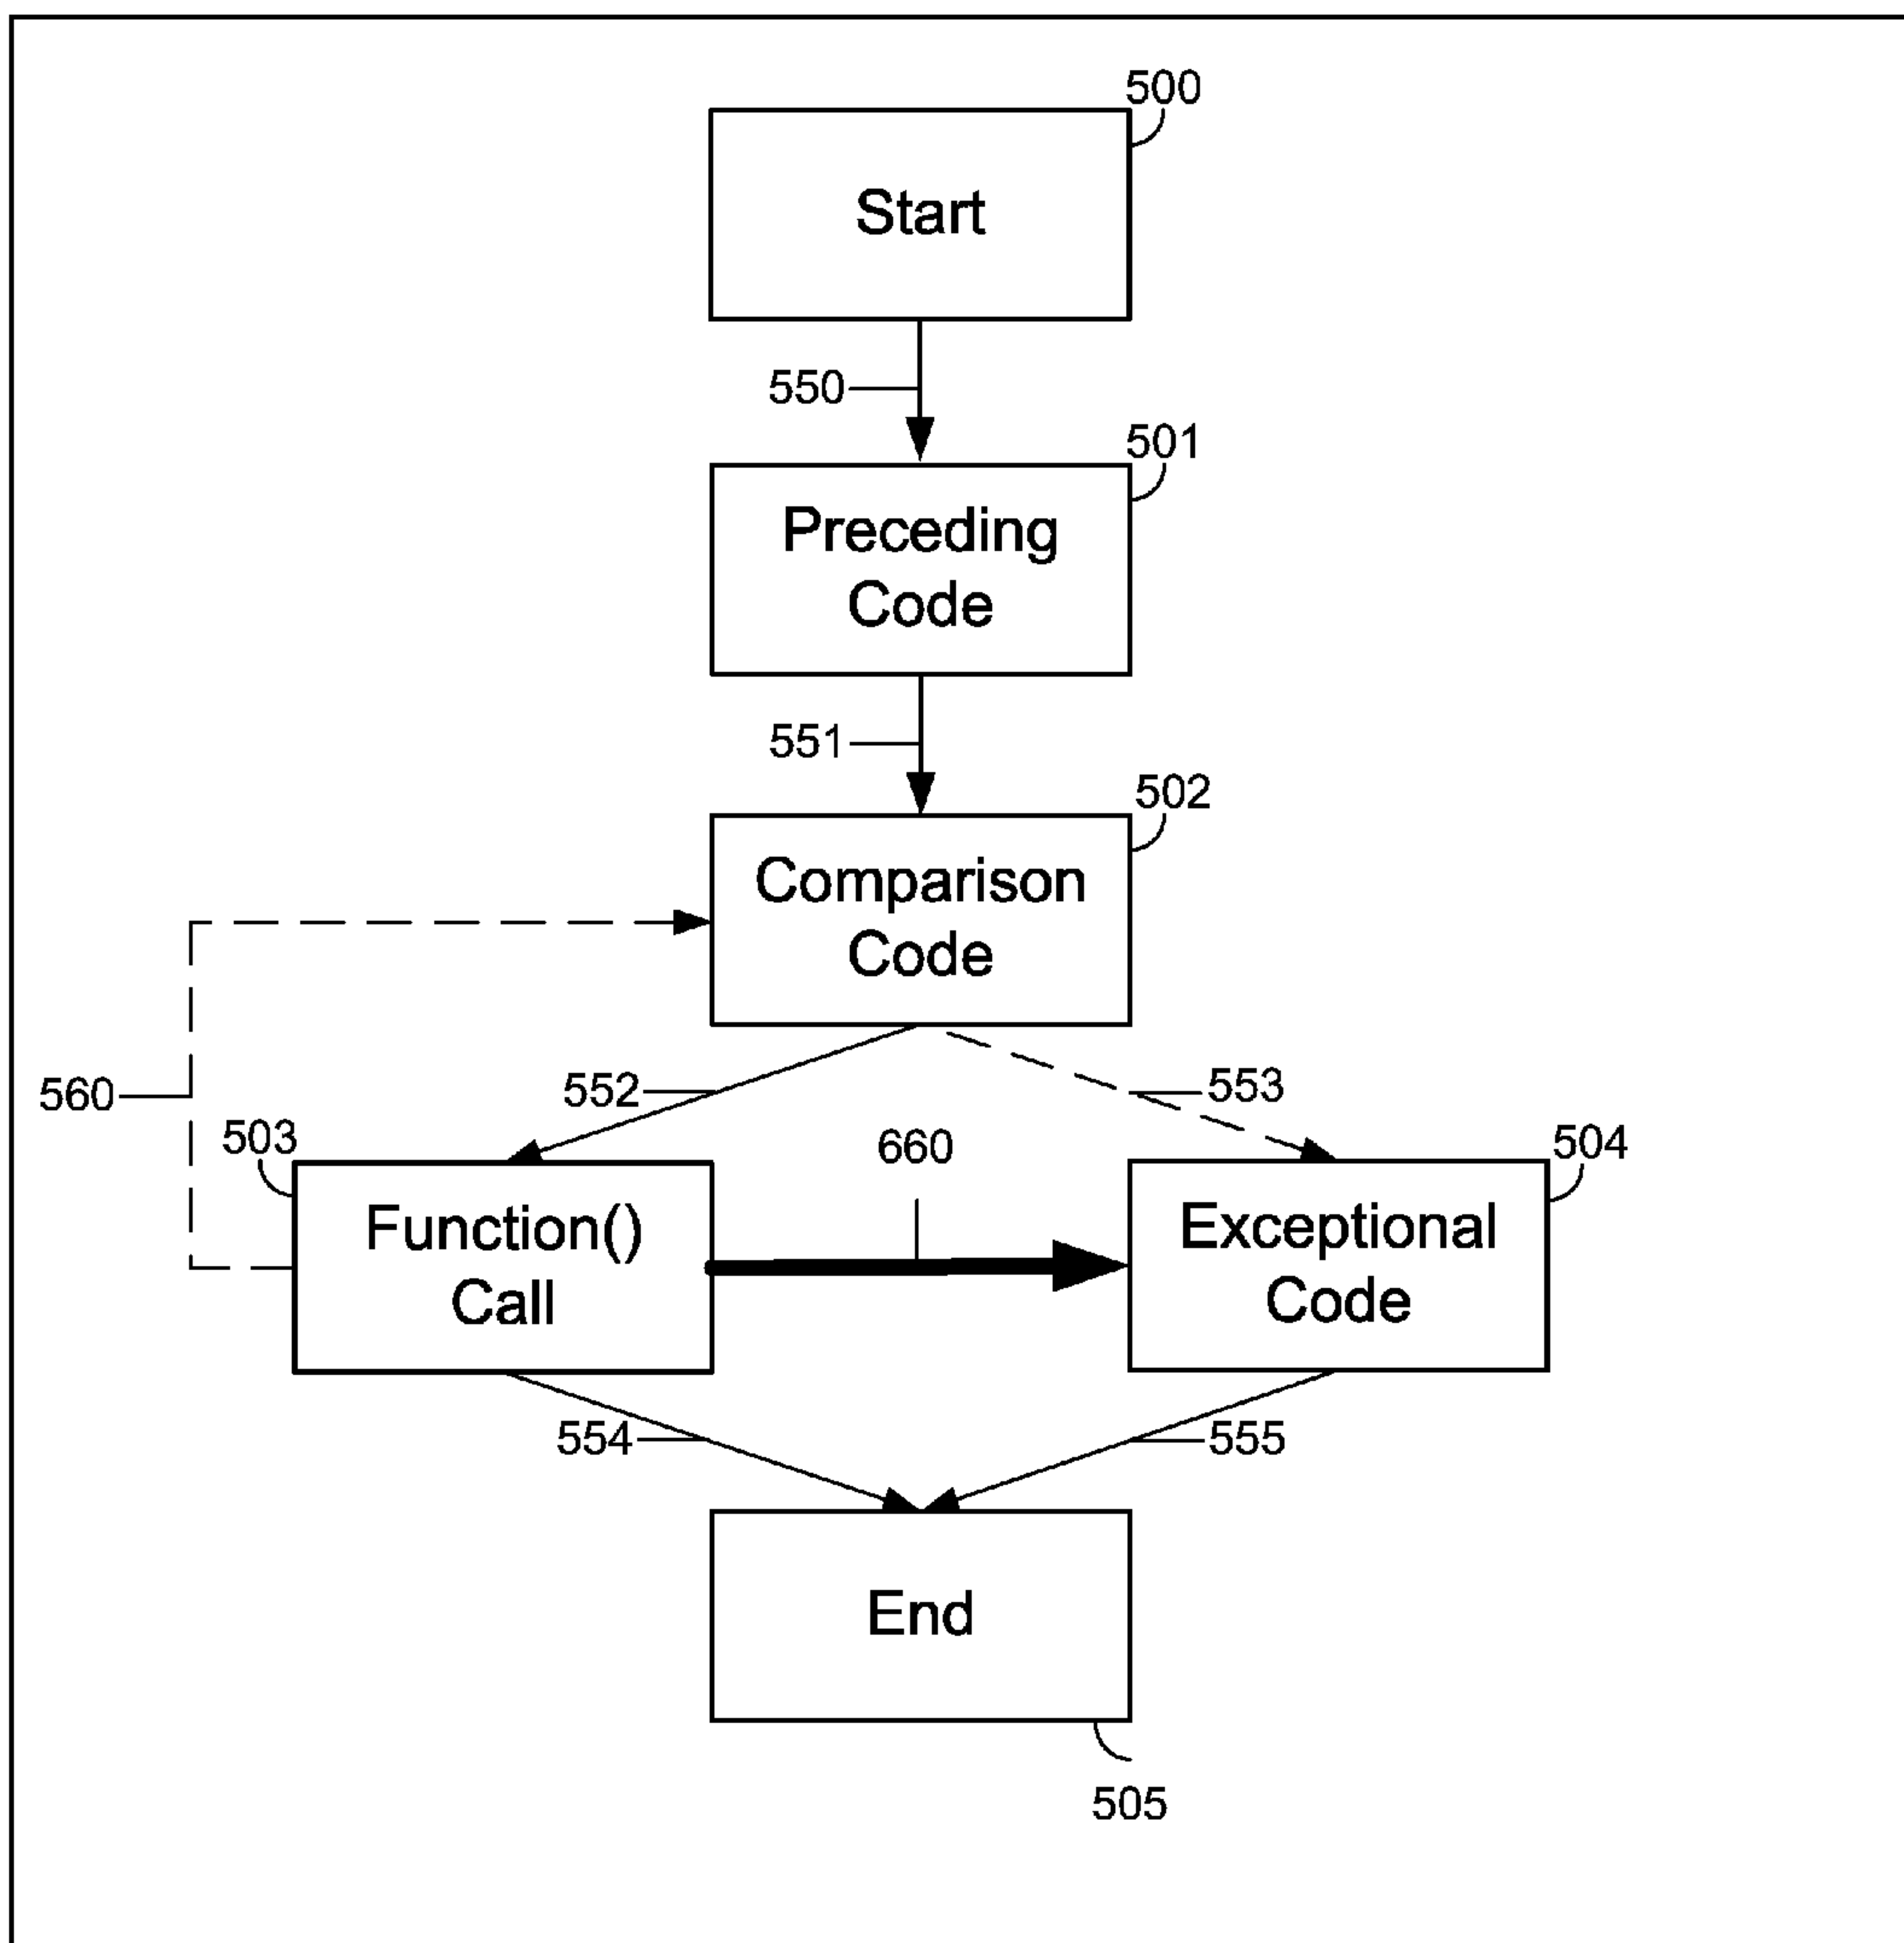 500
Start
550
501
Preceding
Code
551
502
Comparison
Code
560
552
553
503
660
504
Function()
Call
Exceptional
Code
554
555
End
505